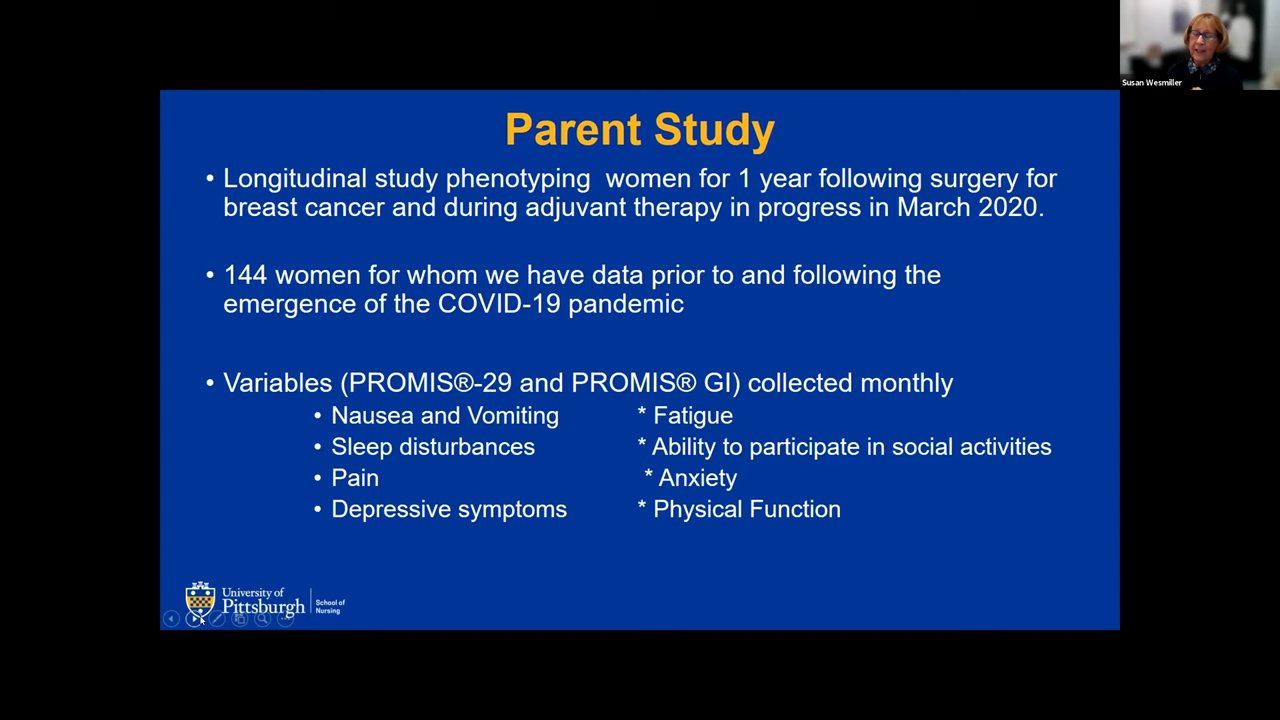 Susan Wesmiller
Parent Study
• Longitudinal study phenotyping  women for 1 year following surgery for
breast cancer and during adjuvant therapy in progress in March 2020.
• 144 women for whom we have data prior to and following the
emergence of the COVID-19 pandemic
• Variables (PROMIS®-29 and PROMIS® GI) collected monthly
• Nausea and Vomiting * Fatigue
• Sleep disturbances * Ability to participate in social activities
• Pain * Anxiety
• Depressive symptoms * Physical Function
University of
Pittsburgh
School of
Nursing